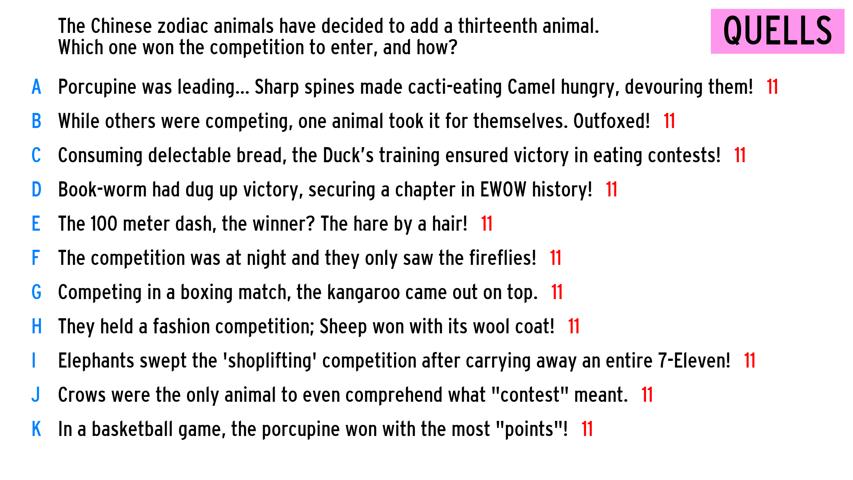 The Chinese zodiac animals have decided to add a thirteenth animal.
Which one won the competition to enter, and how?
QUELLS
A Porcupine was leading... Sharp spines made cacti-eating Camel hungry, devouring them! 11
B While others were competing, one animal took it for themselves. Outfoxed! 11
C Consuming delectable bread, the Duck's training ensured victory in eating contests! 11
D Book-worm had dug up victory, securing a chapter in EWOW history! 11
E The 100 meter dash, the winner? The hare by a hair! 11
F The competition was at night and they only saw the fireflies! 11
G Competing in a boxing match, the kangaroo came out on top. 11
H They held a fashion competition; Sheep won with its wool coat! 11
I Elephants swept the 'shoplifting' competition after carrying away an entire 7-Eleven! 11
J Crows were the only animal to even comprehend what "contest" meant. 11
K In a basketball game, the porcupine won with the most "points"! 11